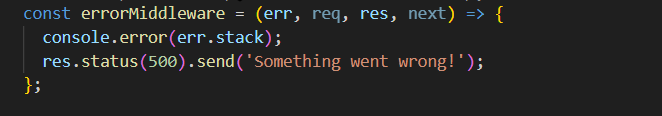 const errorMiddleware = (err, req, res, next) => {
  console.error(err.stack);
  res.status(500).send('Something went wrong!');
};